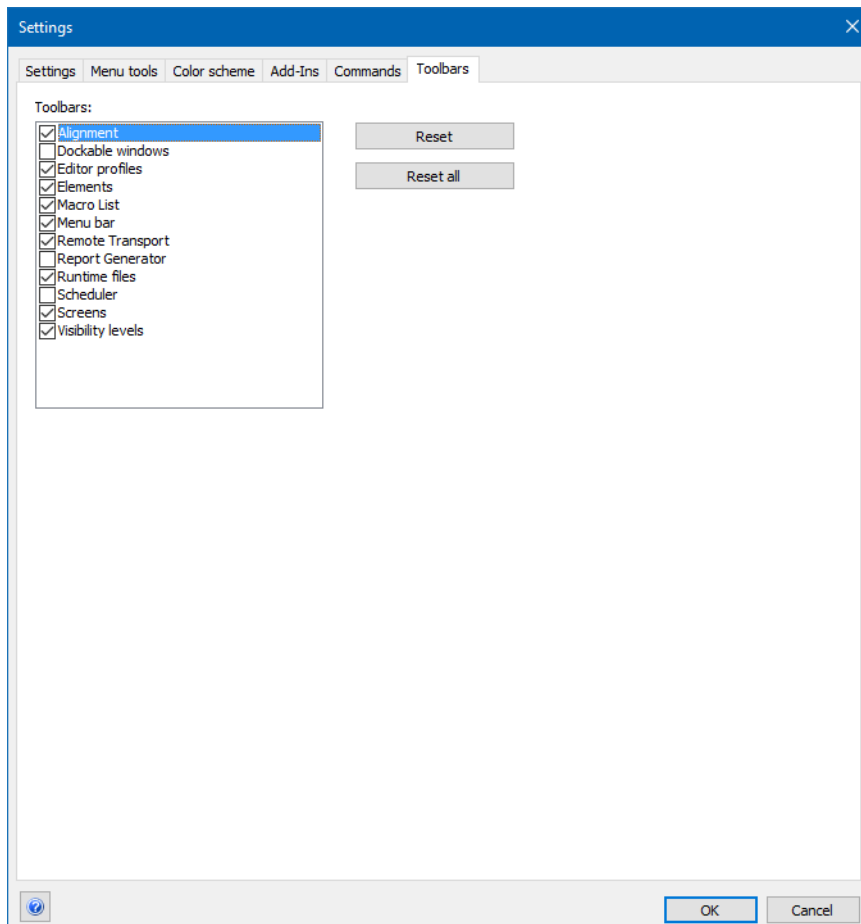 Settings
Settings Menu tools Color scheme Add-Ins Commands Toolbars
Toolbars:
Alignment
Dockable windows
Editor profiles
Elements
Macro List
Menu bar
Remote Transport
Report Generator
Runtime files
Scheduler
Screens
Visibility levels
Reset
Reset all
OK Cancel